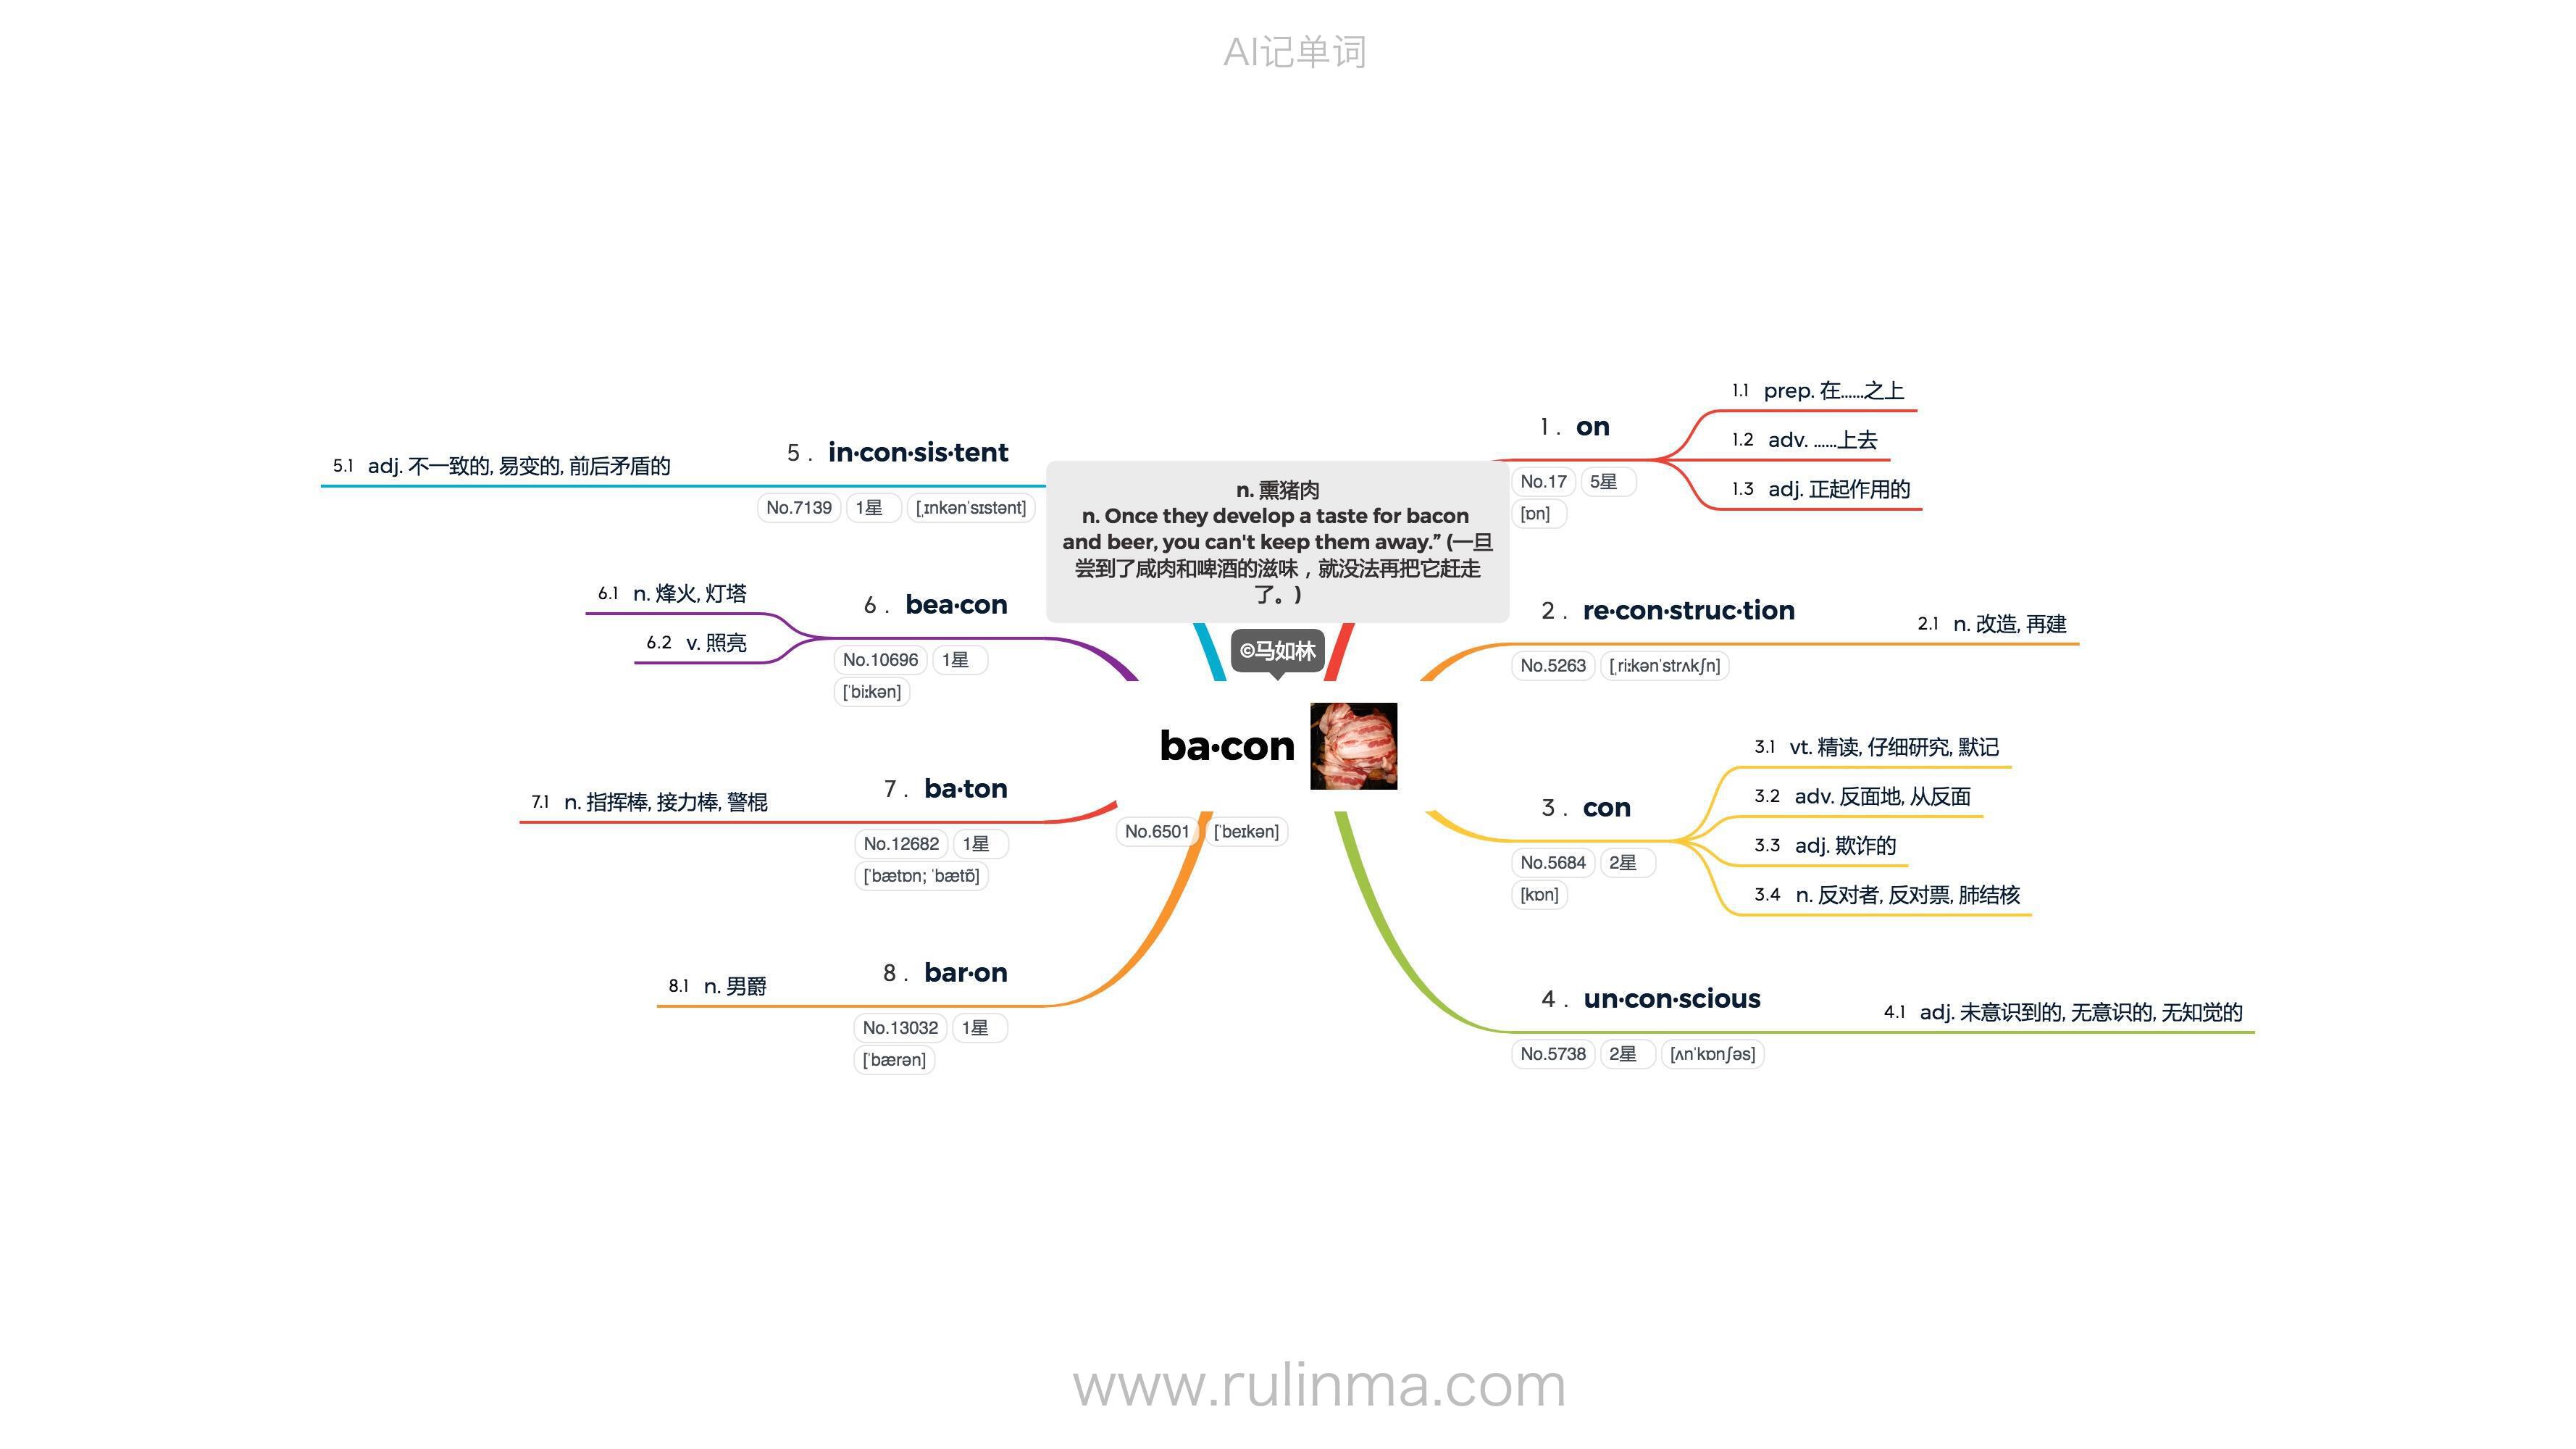 AI记单词
n. 熏猪肉
n. Once they develop a taste for bacon
and beer, you can't keep them away.” (一旦
尝到了咸肉和啤酒的滋味，就没法再把它赶走
了。)
©马如林
ba·con
No.6501 [ˈbeɪkən]
1 . on
No.17 5星
[ɒn]
1.1 prep. 在......之上
1.2 adv. ......上去
1.3 adj. 正起作用的
2 . re·con·struc·tion
No.5263 [ˌriːkənˈstrʌkʃn]
2.1 n. 改造, 再建
3 . con
No.5684 2星
[kɒn]
3.1 vt. 精读, 仔细研究, 默记
3.2 adv. 反面地, 从反面
3.3 adj. 欺诈的
3.4 n. 反对者, 反对票, 肺结核
4 . un·con·scious
No.5738 2星 [ʌnˈkɒnʃəs]
4.1 adj. 未意识到的, 无意识的, 无知觉的
5 . in·con·sis·tent
No.7139 1星 [ˌɪnkənˈsɪstənt]
5.1 adj. 不一致的, 易变的, 前后矛盾的
6 . bea·con
No.10696 1星
[ˈbiːkən]
6.1 n. 烽火, 灯塔
6.2 v. 照亮
7 . ba·ton
No.12682 1星
[ˈbætɒn; ˈbætɒ̃]
7.1 n. 指挥棒, 接力棒, 警棍
8 . bar·on
No.13032 1星
[ˈbærən]
8.1 n. 男爵
www.rulinma.com